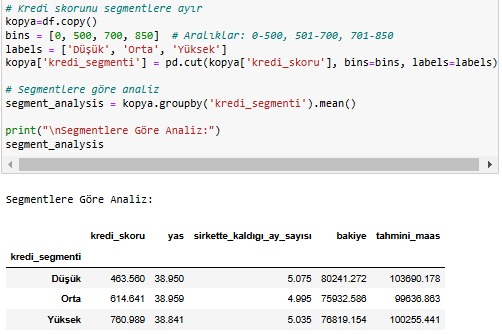 # Kredi skorunu segmentlere ayır
kopya=df.copy()
bins = [0, 500, 700, 850]  # Aralıklar: 0-500, 501-700, 701-850
labels = ['Düşük', 'Orta', 'Yüksek']
kopya['kredi_segmenti'] = pd.cut(kopya['kredi_skoru'], bins=bins, labels=labels)
# Segmentlere göre analiz
segment_analysis = kopya.groupby('kredi_segmenti').mean()
print("\nSegmentlere Göre Analiz:")
segment_analysis
Segmentlere Göre Analiz:
kredi_skoru yas sirkette_kaldıgı_ay_sayısı bakiye tahmini_maas
kredi_segmenti
Düşük 463.560 38.950 5.075 80241.272 103690.178
Orta 614.641 38.959 4.995 75932.586 99636.863
Yüksek 760.989 38.841 5.035 76819.154 100255.441